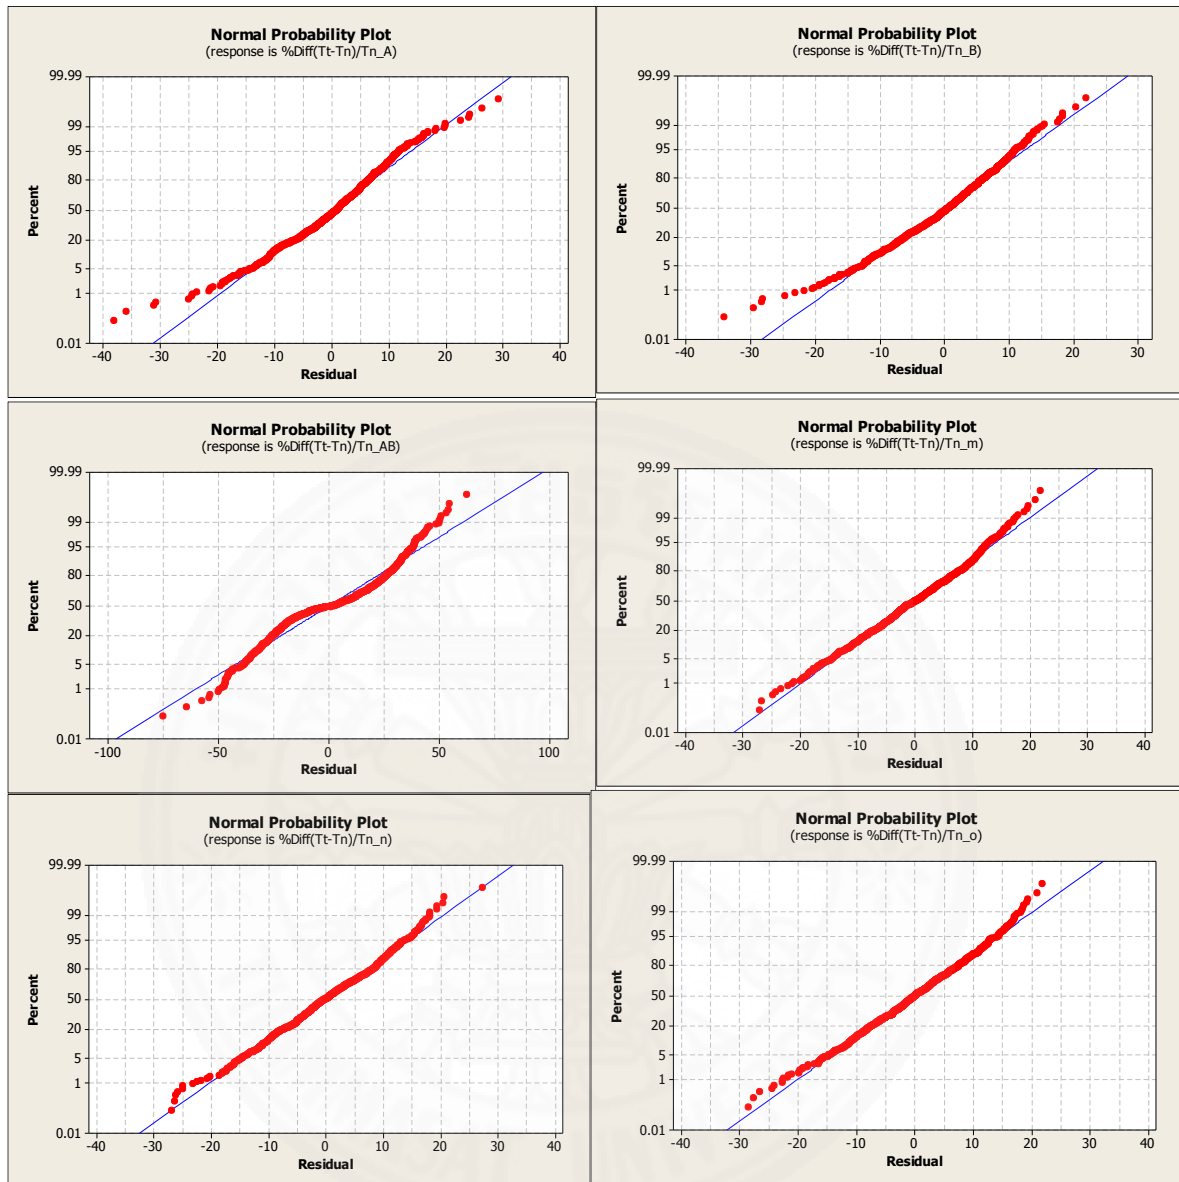 Normal Probability Plot
(response is %Diff(Tt-Tn)/Tn_A)
99.99
99
95
80
50
20
5
1
0.01
Percent
-40 -30 -20 -10 0 10 20 30 40
Residual
Normal Probability Plot
(response is %Diff(Tt-Tn)/Tn_B)
99.99
99
95
80
50
20
5
1
0.01
Percent
-40 -30 -20 -10 0 10 20 30
Residual
Normal Probability Plot
(response is %Diff(Tt-Tn)/Tn_AB)
99.99
99
95
80
50
20
5
1
0.01
Percent
-100 -50 0 50 100
Residual
Normal Probability Plot
(response is %Diff(Tt-Tn)/Tn_m)
99.99
99
95
80
50
20
5
1
0.01
Percent
-40 -30 -20 -10 0 10 20 30 40
Residual
Normal Probability Plot
(response is %Diff(Tt-Tn)/Tn_n)
99.99
99
95
80
50
20
5
1
0.01
Percent
-40 -30 -20 -10 0 10 20 30 40
Residual
Normal Probability Plot
(response is %Diff(Tt-Tn)/Tn_o)
99.99
99
95
80
50
20
5
1
0.01
Percent
-40 -30 -20 -10 0 10 20 30 40
Residual